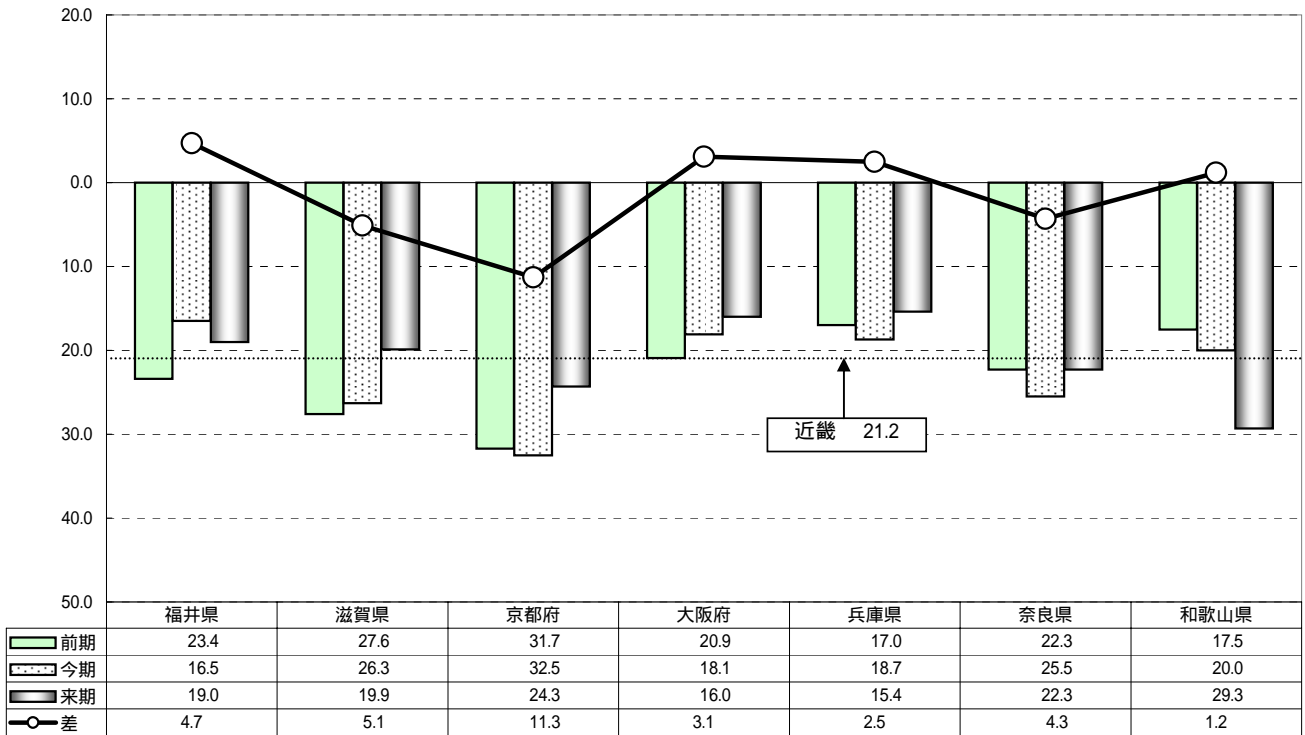 20.0
10.0
0.0
10.0
20.0
30.0
40.0
50.0
近畿 21.2
福井県 滋賀県 京都府 大阪府 兵庫県 奈良県 和歌山県
前期 23.4 27.6 31.7 20.9 17.0 22.3 17.5
今期 16.5 26.3 32.5 18.1 18.7 25.5 20.0
来期 19.0 19.9 24.3 16.0 15.4 22.3 29.3
差 4.7 5.1 11.3 3.1 2.5 4.3 1.2